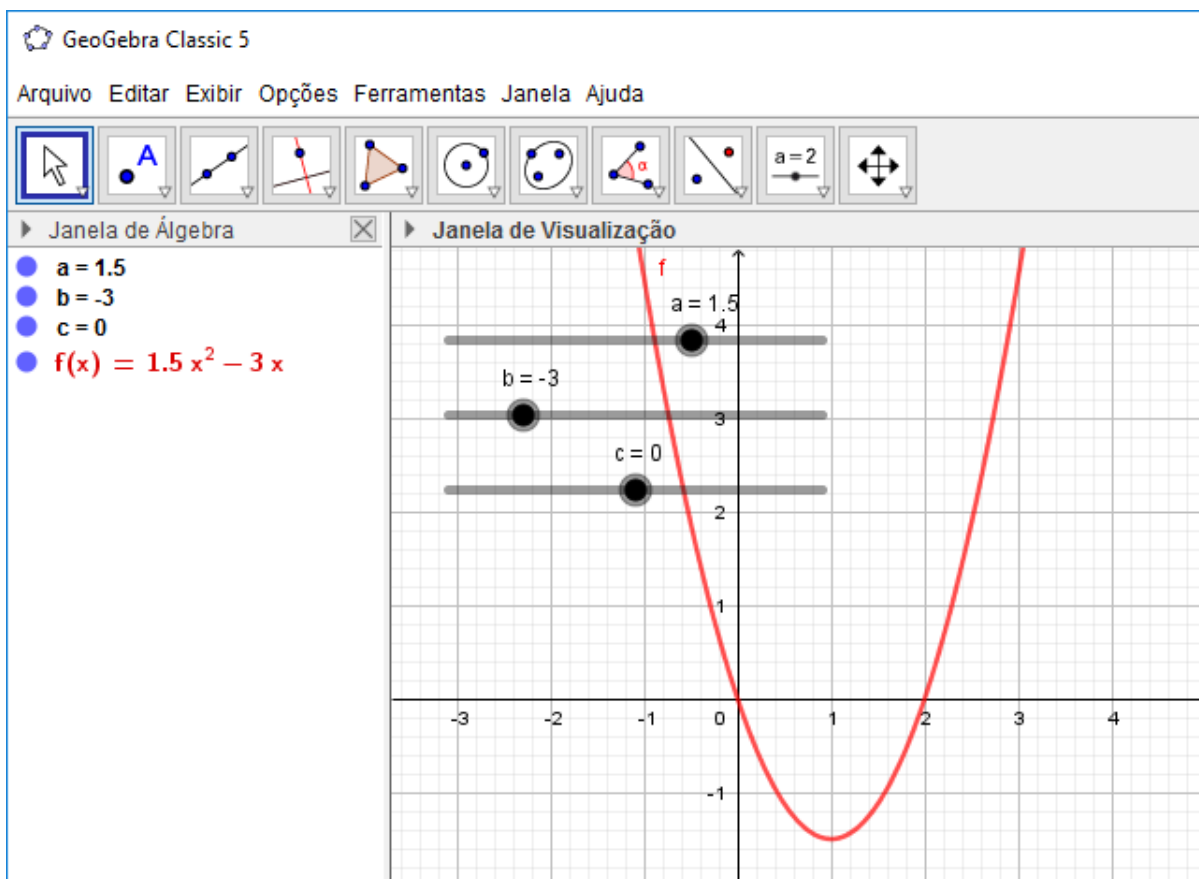 GeoGebra Classic 5
Arquivo Editar Exibir Opções Ferramentas Janela Ajuda
A
α
a = 2
Janela de Álgebra
Janela de Visualização
a = 1.5
b = -3
c = 0
f(x) = 1.5 x² − 3 x
f
a = 1.5
4
b = -3
3
c = 0
2
1
-3 -2 -1 0 1 2 3 4
-1